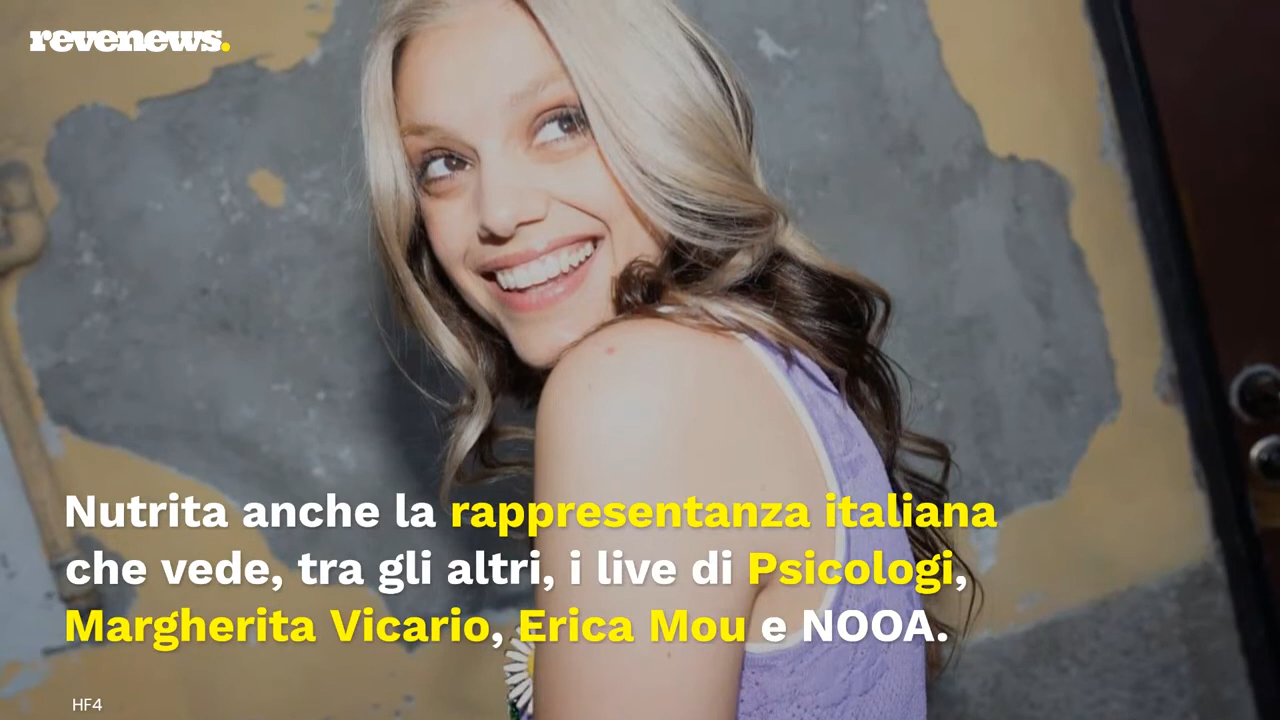 revenews.
Nutrita anche la rappresentanza italiana
che vede, tra gli altri, i live di Psicologi,
Margherita Vicario, Erica Mou e NOOA.
HF4